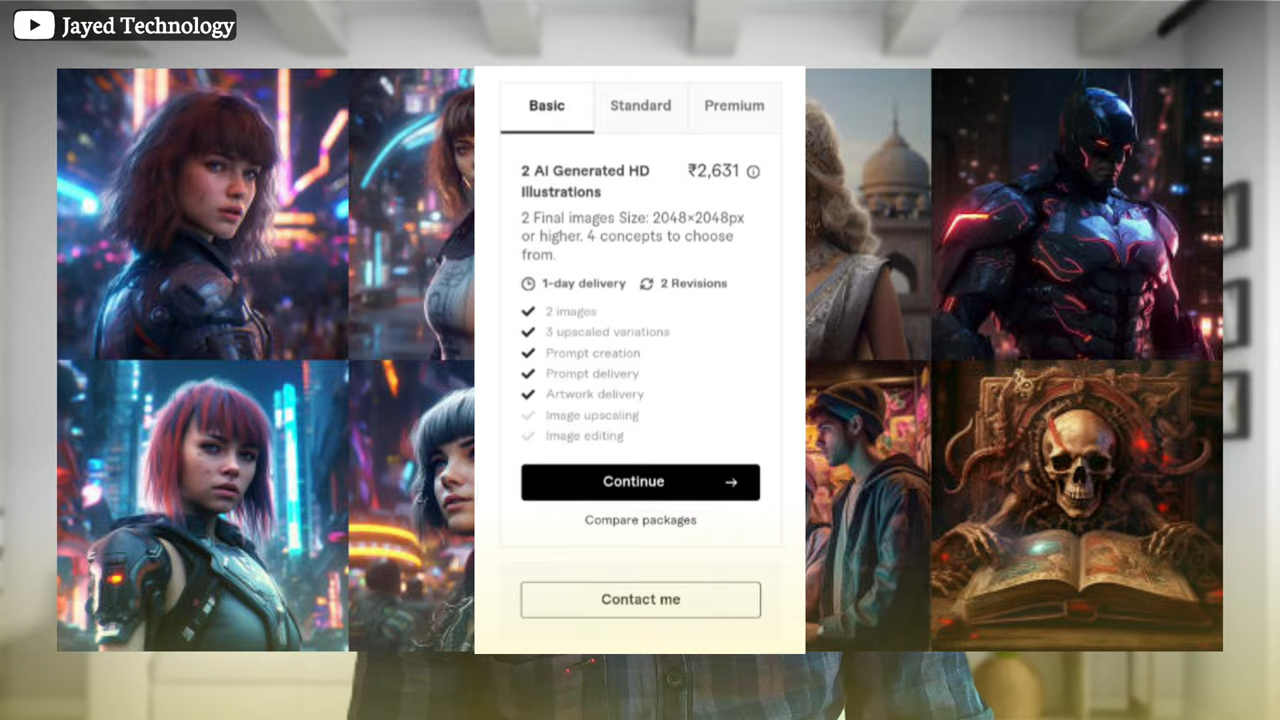 Jayed Technology
Basic Standard Premium
2 AI Generated HD ₹2,631
Illustrations
2 Final images Size: 2048×2048px
or higher. 4 concepts to choose
from.
1-day delivery 2 Revisions
2 images
3 upscaled variations
Prompt creation
Prompt delivery
Artwork delivery
Image upscaling
Image editing
Continue →
Compare packages
Contact me